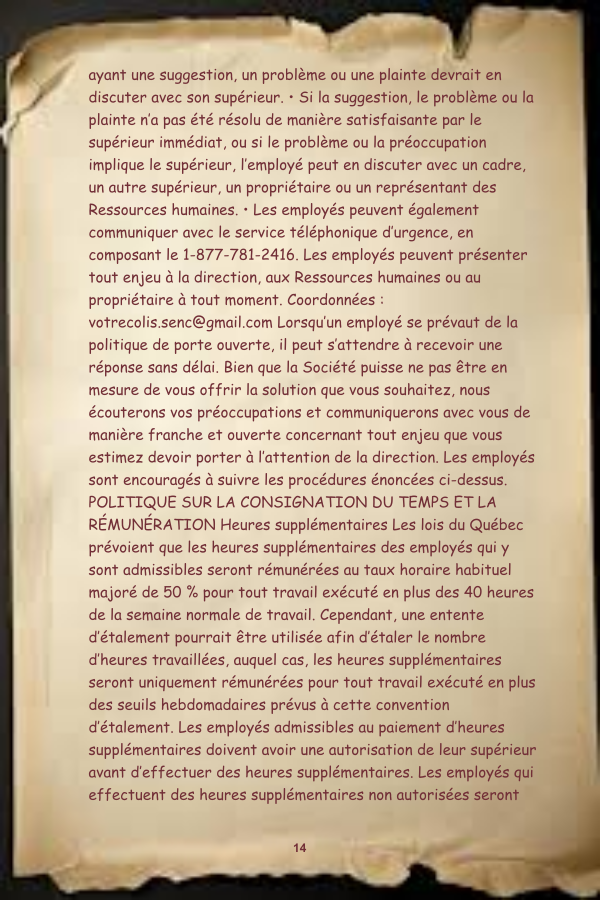 ayant une suggestion, un problème ou une plainte devrait en
discuter avec son supérieur. • Si la suggestion, le problème ou la
plainte n’a pas été résolu de manière satisfaisante par le
supérieur immédiat, ou si le problème ou la préoccupation
implique le supérieur, l’employé peut en discuter avec un cadre,
un autre supérieur, un propriétaire ou un représentant des
Ressources humaines. • Les employés peuvent également
communiquer avec le service téléphonique d’urgence, en
composant le 1-877-781-2416. Les employés peuvent présenter
tout enjeu à la direction, aux Ressources humaines ou au
propriétaire à tout moment. Coordonnées :
votrecolis.senc@gmail.com Lorsqu’un employé se prévaut de la
politique de porte ouverte, il peut s’attendre à recevoir une
réponse sans délai. Bien que la Société puisse ne pas être en
mesure de vous offrir la solution que vous souhaitez, nous
écouterons vos préoccupations et communiquerons avec vous de
manière franche et ouverte concernant tout enjeu que vous
estimez devoir porter à l’attention de la direction. Les employés
sont encouragés à suivre les procédures énoncées ci-dessus.
POLITIQUE SUR LA CONSIGNATION DU TEMPS ET LA
RÉMUNÉRATION Heures supplémentaires Les lois du Québec
prévoient que les heures supplémentaires des employés qui y
sont admissibles seront rémunérées au taux horaire habituel
majoré de 50 % pour tout travail exécuté en plus des 40 heures
de la semaine normale de travail. Cependant, une entente
d’étalement pourrait être utilisée afin d’étaler le nombre
d’heures travaillées, auquel cas, les heures supplémentaires
seront uniquement rémunérées pour tout travail exécuté en plus
des seuils hebdomadaires prévus à cette convention
d’étalement. Les employés admissibles au paiement d’heures
supplémentaires doivent avoir une autorisation de leur supérieur
avant d’effectuer des heures supplémentaires. Les employés qui
effectuent des heures supplémentaires non autorisées seront
14